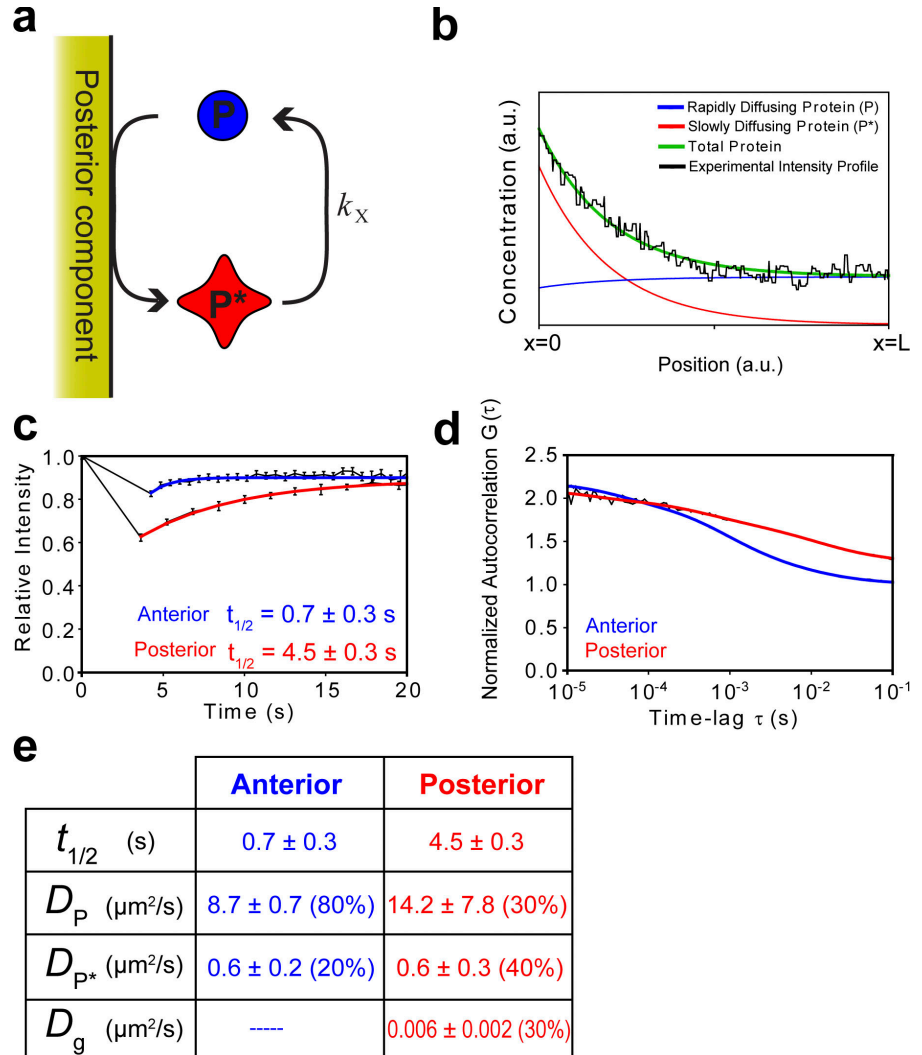 a
Posterior component
P
P*
kX
b
Concentration (a.u.)
Rapidly Diffusing Protein (P)
Slowly Diffusing Protein (P*)
Total Protein
Experimental Intensity Profile
x=0
x=L
Position (a.u.)
c
Relative Intensity
1.0
0.8
0.6
0.4
0.2
0.0
Anterior t1/2 = 0.7 ± 0.3 s
Posterior t1/2 = 4.5 ± 0.3 s
0 5 10 15 20
Time (s)
d
Normalized Autocorrelation G(τ)
2.5
2.0
1.5
1.0
0.5
0.0
Anterior
Posterior
10-5 10-4 10-3 10-2 10-1
Time-lag τ (s)
e
Anterior Posterior
t1/2 (s) 0.7 ± 0.3 4.5 ± 0.3
DP (μm2/s) 8.7 ± 0.7 (80%) 14.2 ± 7.8 (30%)
DP* (μm2/s) 0.6 ± 0.2 (20%) 0.6 ± 0.3 (40%)
Dg (μm2/s) ----- 0.006 ± 0.002 (30%)